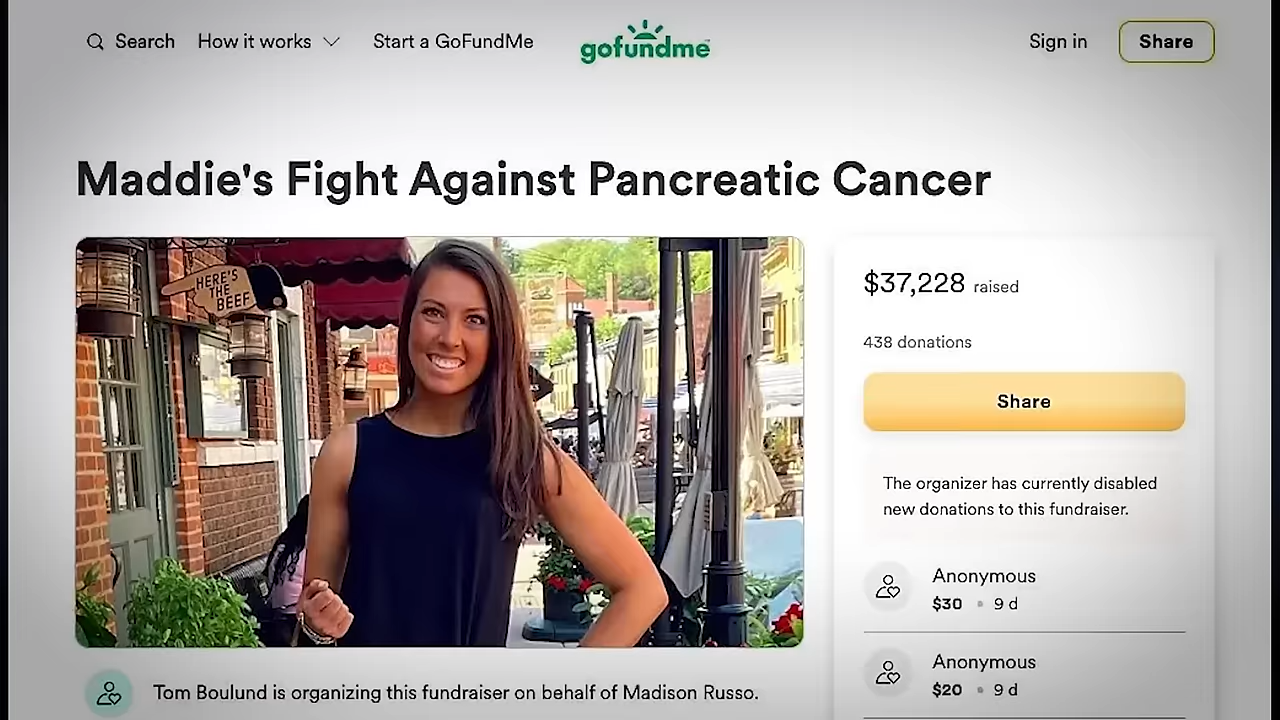 Search How it works Start a GoFundMe gofundme Sign in Share
Maddie's Fight Against Pancreatic Cancer
HERE'S
THE
BEEF
$37,228 raised
438 donations
Share
The organizer has currently disabled
new donations to this fundraiser.
Anonymous
$30 • 9 d
Anonymous
$20 • 9 d
Tom Boulund is organizing this fundraiser on behalf of Madison Russo.